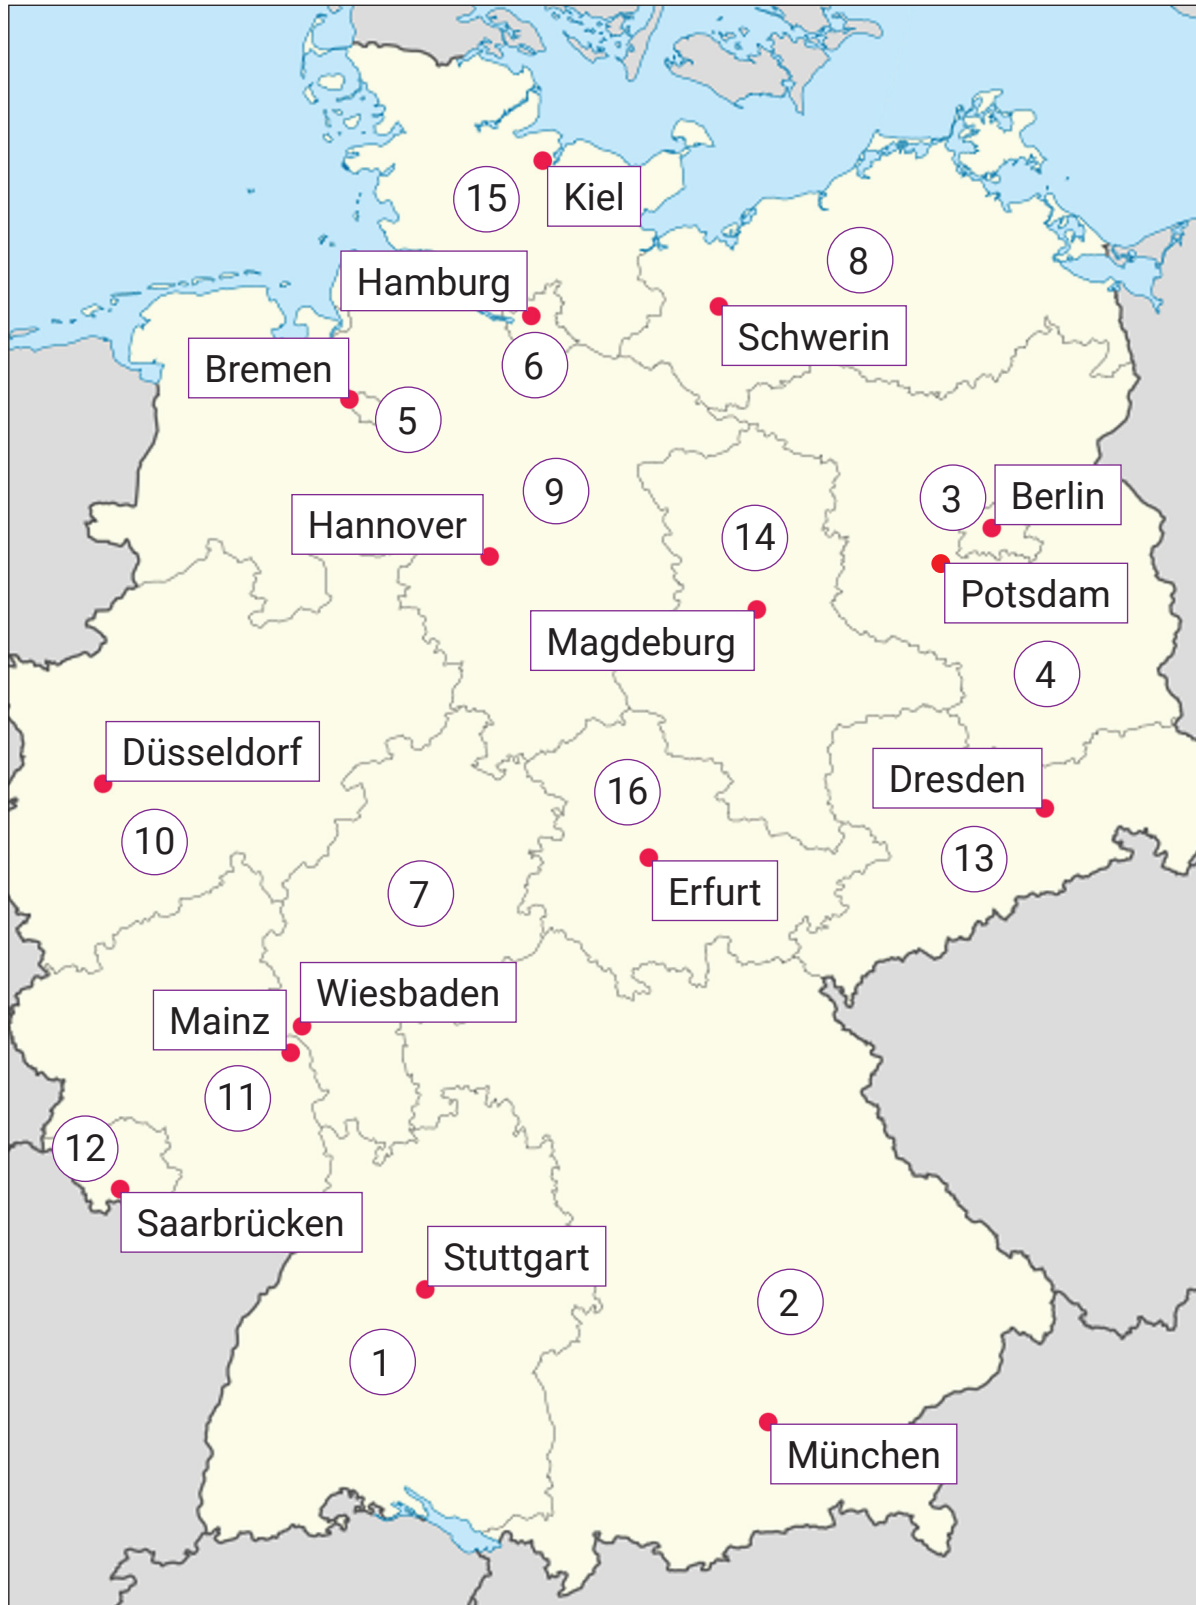 Kiel
15
8
Hamburg
Schwerin
6
Bremen
5
9
3
Berlin
Hannover
14
Potsdam
Magdeburg
4
Düsseldorf
16
Dresden
10
13
7
Erfurt
Wiesbaden
Mainz
11
12
Saarbrücken
Stuttgart
2
1
München